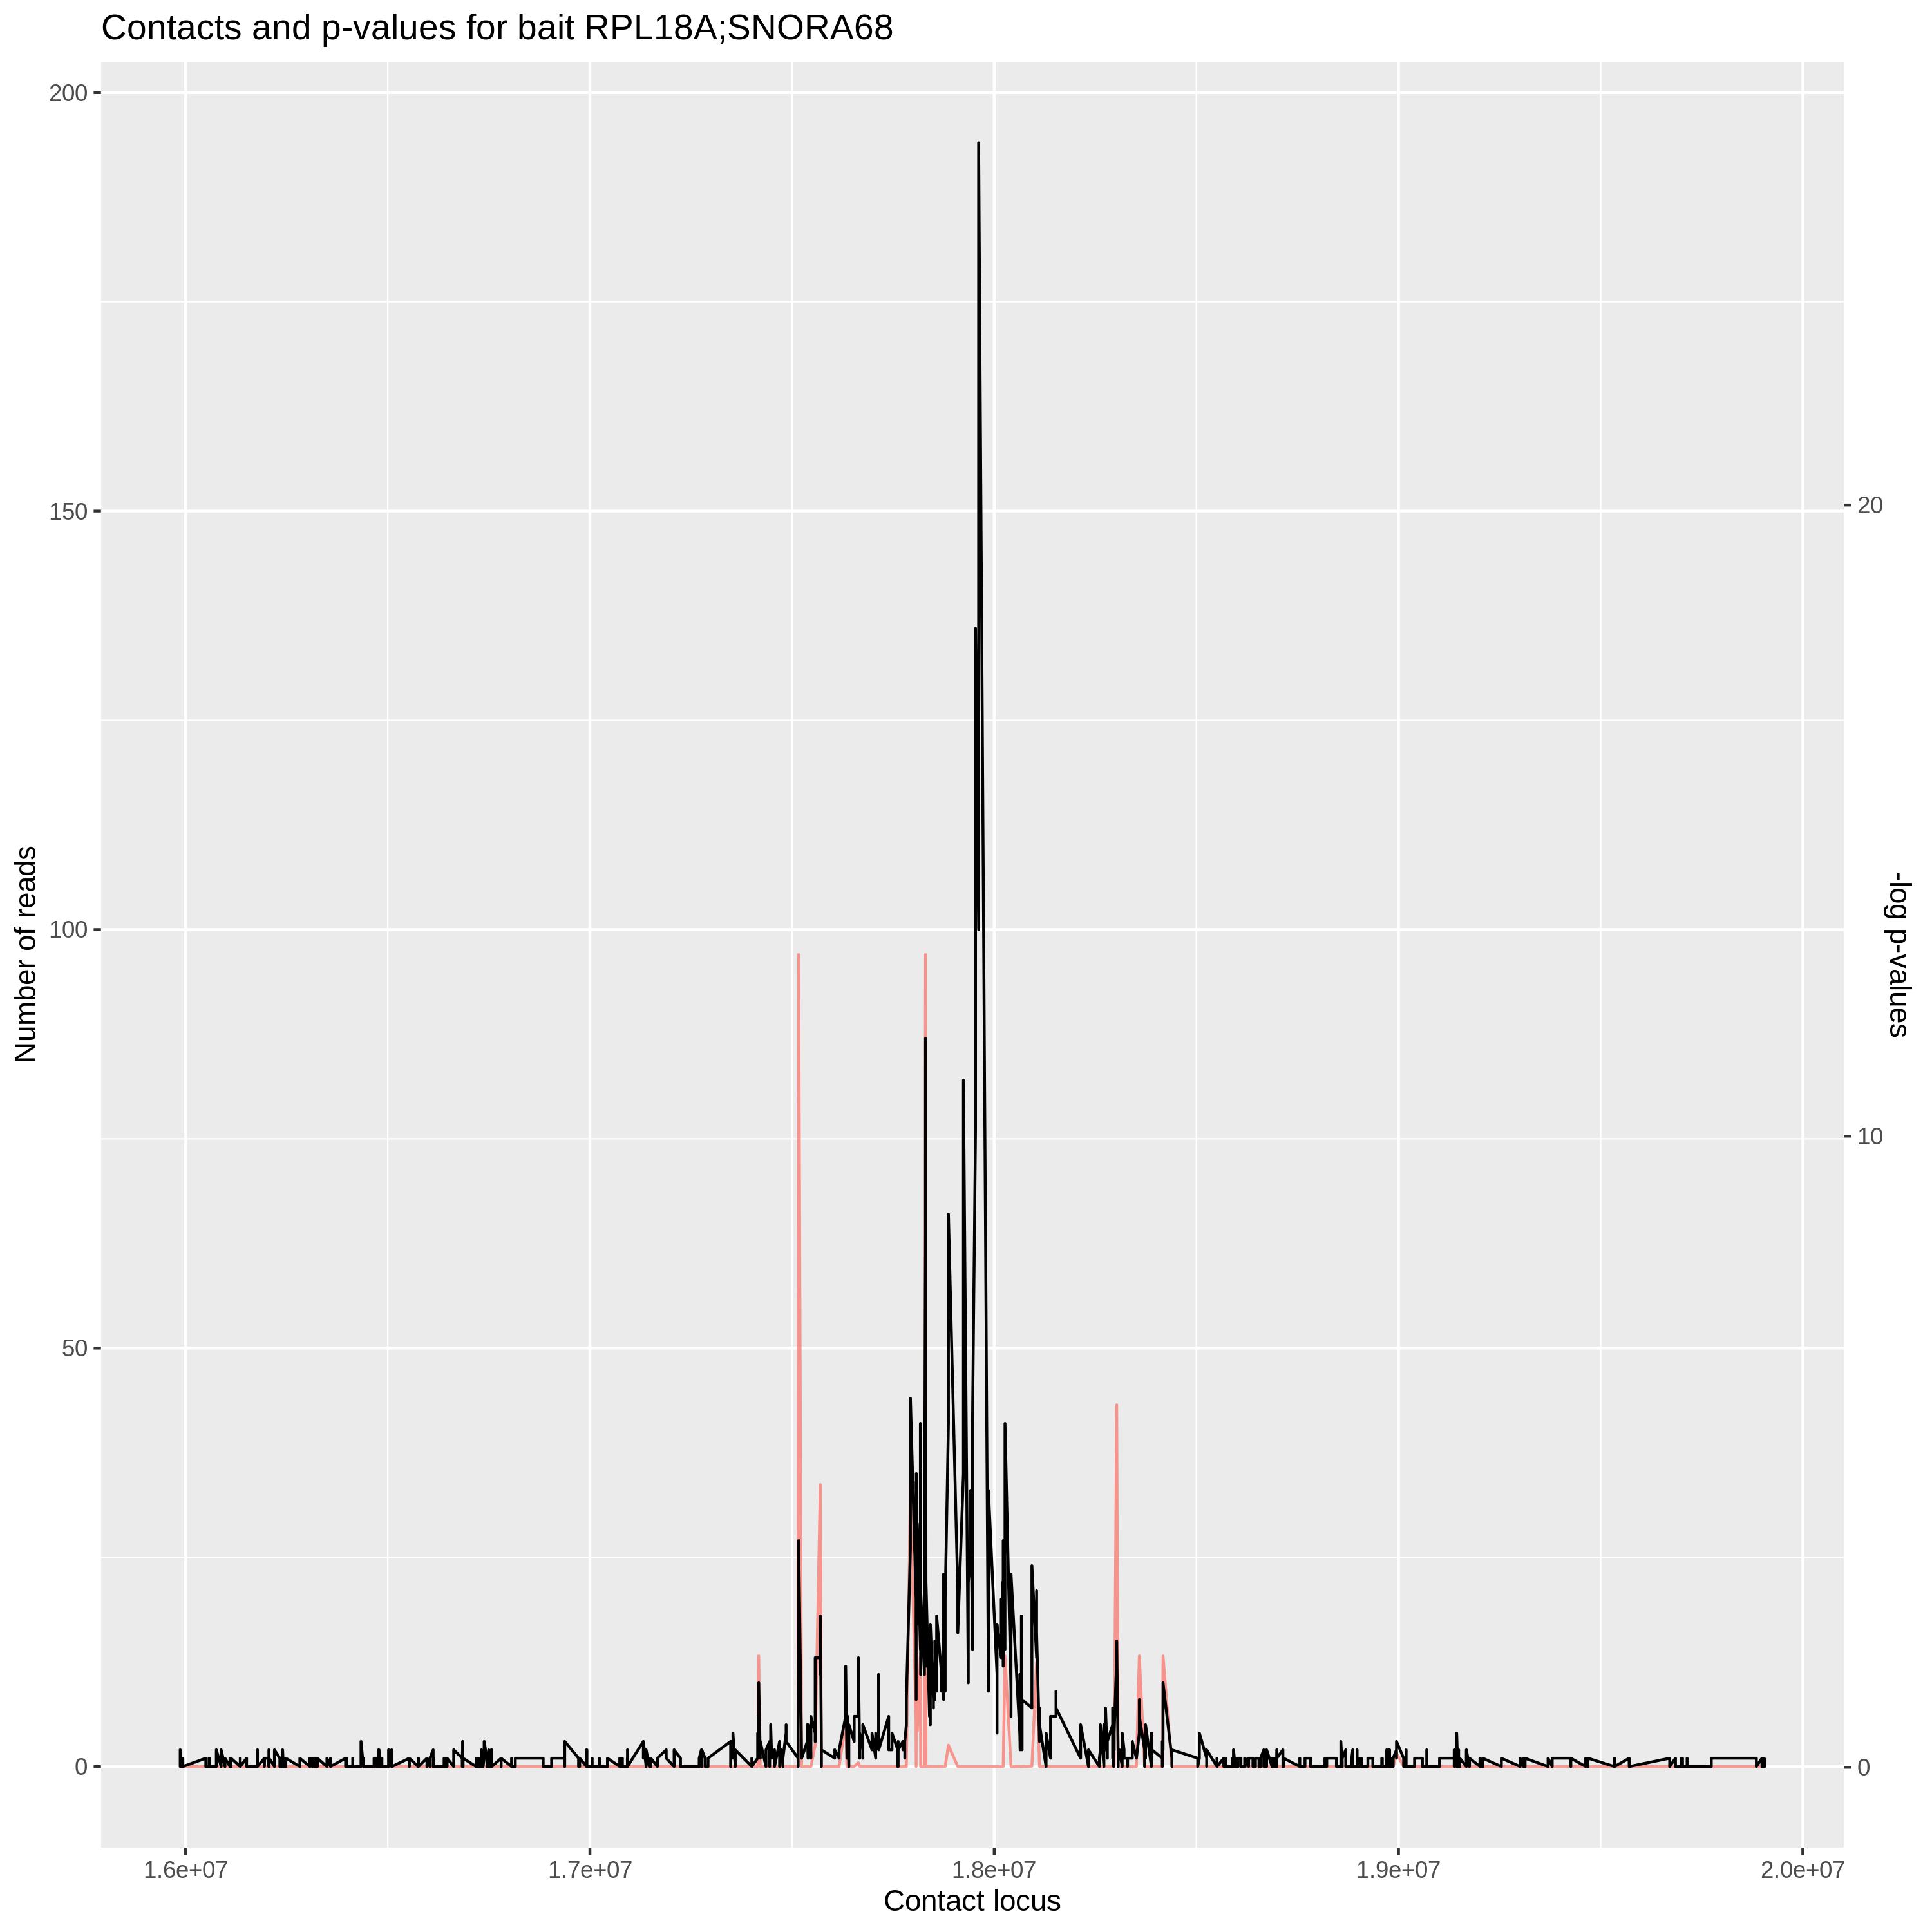 Contacts and p-values for bait RPL18A;SNORA68
200
150
100
50
0
Number of reads
20
10
0
-log p-values
1.6e+07 1.7e+07 1.8e+07 1.9e+07 2.0e+07
Contact locus